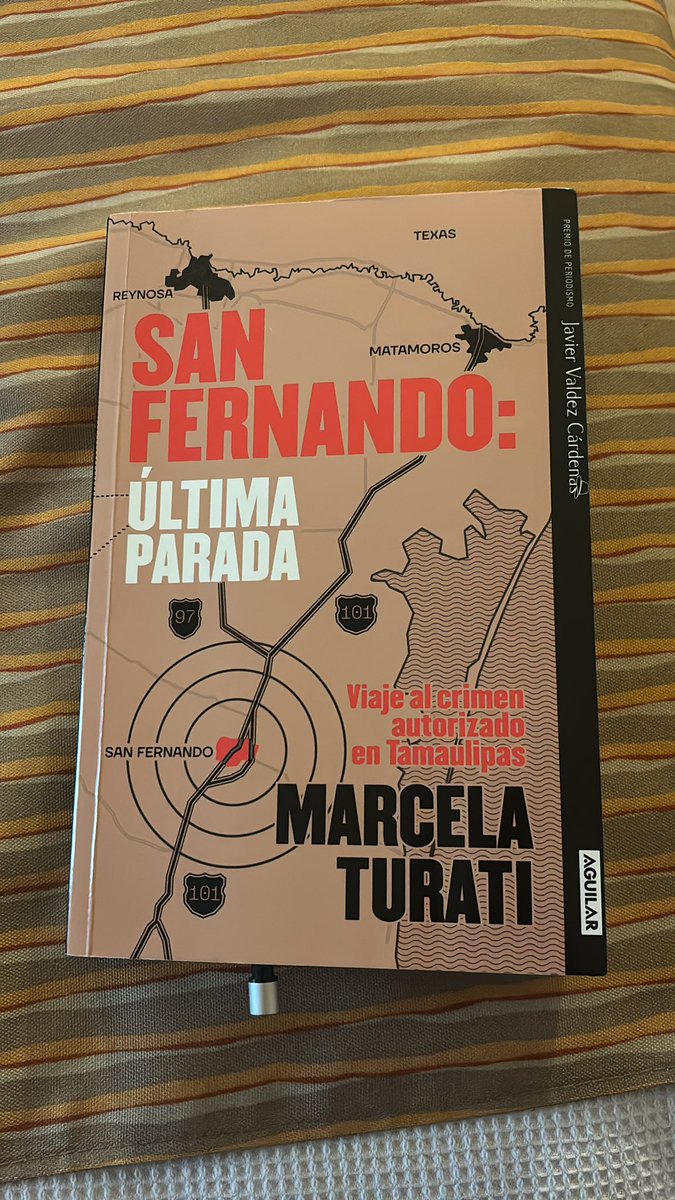 TEXAS
REYNOSA
MATAMOROS
SAN
FERNANDO:
ÚLTIMA
PARADA
97
101
Viaje al crimen
autorizado
en Tamaulipas
SAN FERNANDO
MARCELA
TURATI
101
PREMIO DE PERIODISMO
Javier Valdez Cárdenas
AGUILAR